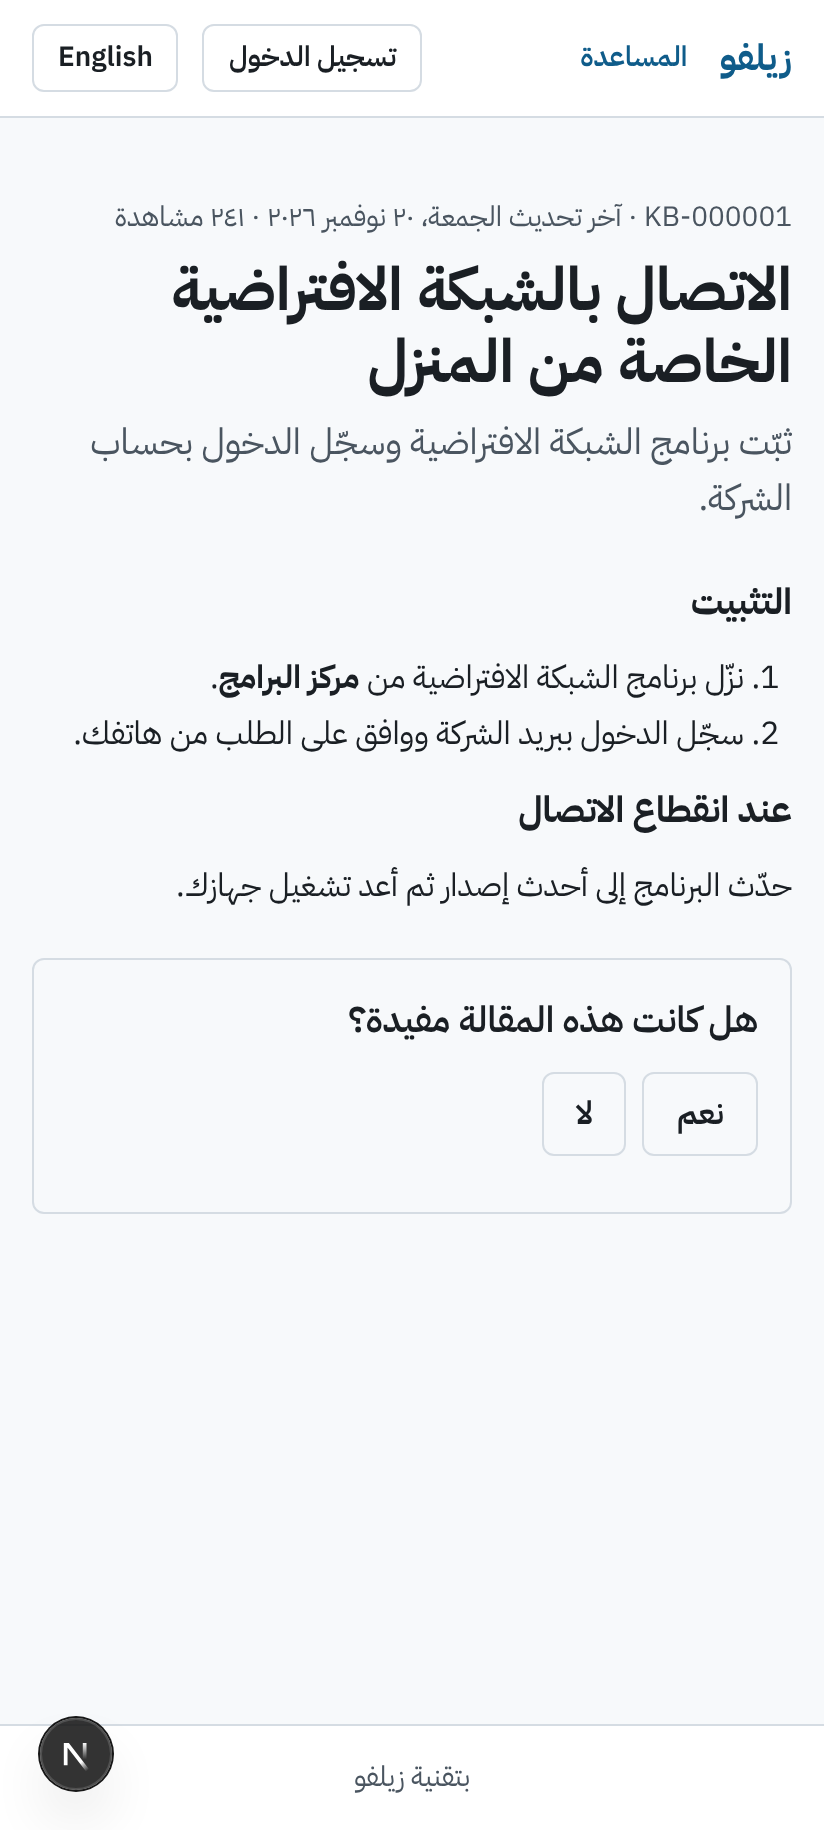 زيلفو
المساعدة
تسجيل الدخول
English
KB-000001 · آخر تحديث الجمعة، ٢٠ نوفمبر ٢٠٢٦ · ٢٤١ مشاهدة
الاتصال بالشبكة الافتراضية
الخاصة من المنزل
ثبّت برنامج الشبكة الافتراضية وسجّل الدخول بحساب
الشركة.
التثبيت
1. نزّل برنامج الشبكة الافتراضية من مركز البرامج.
2. سجّل الدخول ببريد الشركة ووافق على الطلب من هاتفك.
عند انقطاع الاتصال
حدّث البرنامج إلى أحدث إصدار ثم أعد تشغيل جهازك.
هل كانت هذه المقالة مفيدة؟
نعم
لا
بتقنية زيلفو
N